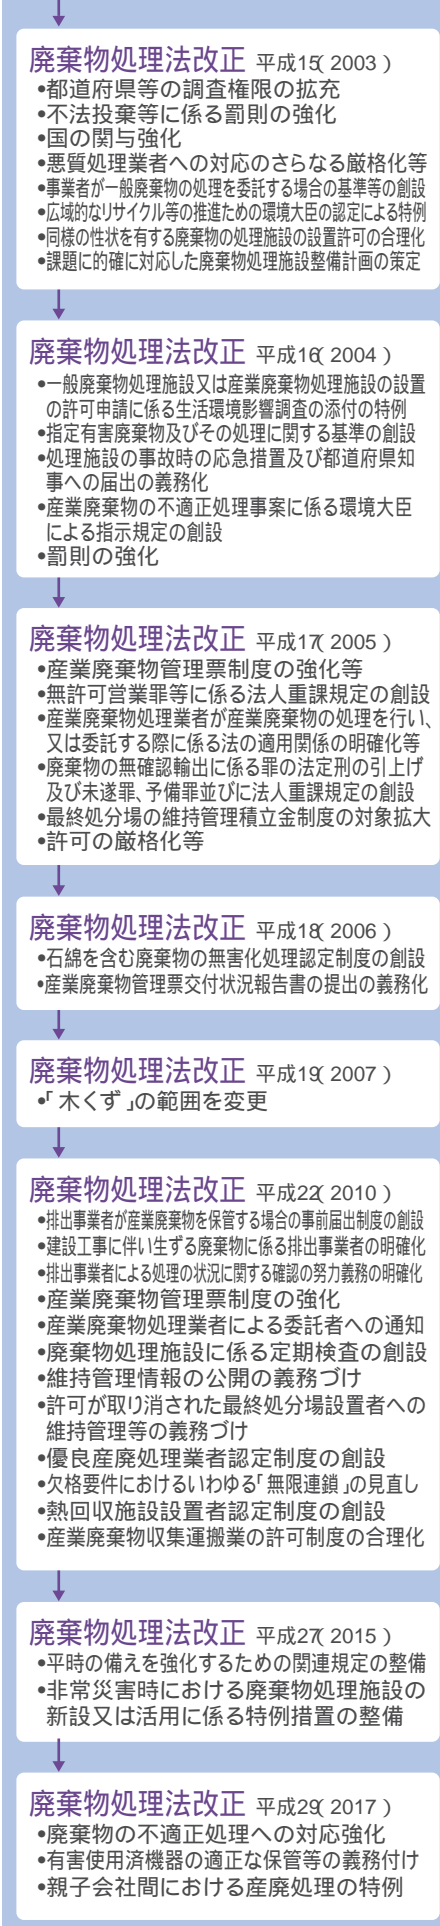 廃棄物処理法改正 平成15(2003)
•都道府県等の調査権限の拡充
•不法投棄等に係る罰則の強化
•国の関与強化
•悪質処理業者への対応のさらなる厳格化等
•事業者が一般廃棄物の処理を委託する場合の基準等の創設
•広域的なリサイクル等の推進ための環境大臣の認定による特例
•同様の性状を有する廃棄物の処理施設の設置許可の合理化
•課題に的確に対応した廃棄物処理施設整備計画の策定
廃棄物処理法改正 平成16(2004)
•一般廃棄物処理施設又は産業廃棄物処理施設の設置
の許可申請に係る生活環境影響調査の添付の特例
•指定有害廃棄物及びその処理に関する基準の創設
•処理施設の事故時の応急措置及び都道府県知
事への届出の義務化
•産業廃棄物の不適正処理事案に係る環境大臣
による指示規定の創設
•罰則の強化
廃棄物処理法改正 平成17(2005)
•産業廃棄物管理票制度の強化等
•無許可営業罪等に係る法人重課規定の創設
•産業廃棄物処理業者が産業廃棄物の処理を行い、
又は委託する際に係る法の適用関係の明確化等
•廃棄物の無確認輸出に係る罪の法定刑の引上げ
及び未遂罪、予備罪並びに法人重課規定の創設
•最終処分場の維持管理積立金制度の対象拡大
•許可の厳格化等
廃棄物処理法改正 平成18(2006)
•石綿を含む廃棄物の無害化処理認定制度の創設
•産業廃棄物管理票交付状況報告書の提出の義務化
廃棄物処理法改正 平成19(2007)
•「木くず」の範囲を変更
廃棄物処理法改正 平成22(2010)
•排出事業者が産業廃棄物を保管する場合の事前届出制度の創設
•建設工事に伴い生ずる廃棄物に係る排出事業者の明確化
•排出事業者による処理の状況に関する確認の努力義務の明確化
•産業廃棄物管理票制度の強化
•産業廃棄物処理業者による委託者への通知
•廃棄物処理施設に係る定期検査の創設
•維持管理情報の公開の義務づけ
•許可が取り消された最終処分場設置者への
維持管理等の義務づけ
•優良産廃処理業者認定制度の創設
•欠格要件におけるいわゆる「無限連鎖」の見直し
•熱回収施設設置者認定制度の創設
•産業廃棄物収集運搬業の許可制度の合理化
廃棄物処理法改正 平成27(2015)
•平時の備えを強化するための関連規定の整備
•非常災害時における廃棄物処理施設の
新設又は活用に係る特例措置の整備
廃棄物処理法改正 平成29(2017)
•廃棄物の不適正処理への対応強化
•有害使用済機器の適正な保管等の義務付け
•親子会社間における産廃処理の特例